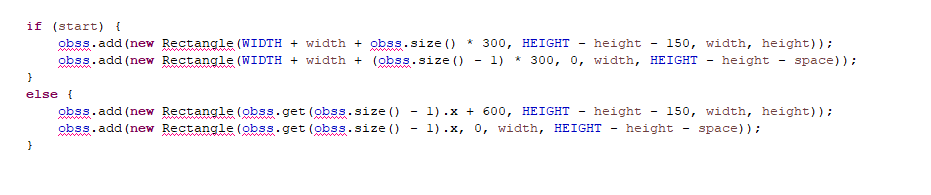 if (start) {
    obss.add(new Rectangle(WIDTH + width + obss.size() * 300, HEIGHT - height - 150, width, height));
    obss.add(new Rectangle(WIDTH + width + (obss.size() - 1) * 300, 0, width, HEIGHT - height - space));
}
else {
    obss.add(new Rectangle(obss.get(obss.size() - 1).x + 600, HEIGHT - height - 150, width, height));
    obss.add(new Rectangle(obss.get(obss.size() - 1).x, 0, width, HEIGHT - height - space));
}